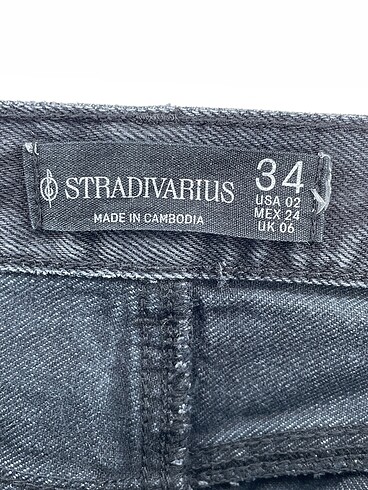 STRADIVARIUS
MADE IN CAMBODIA
34
USA 02
MEX 24
UK 06